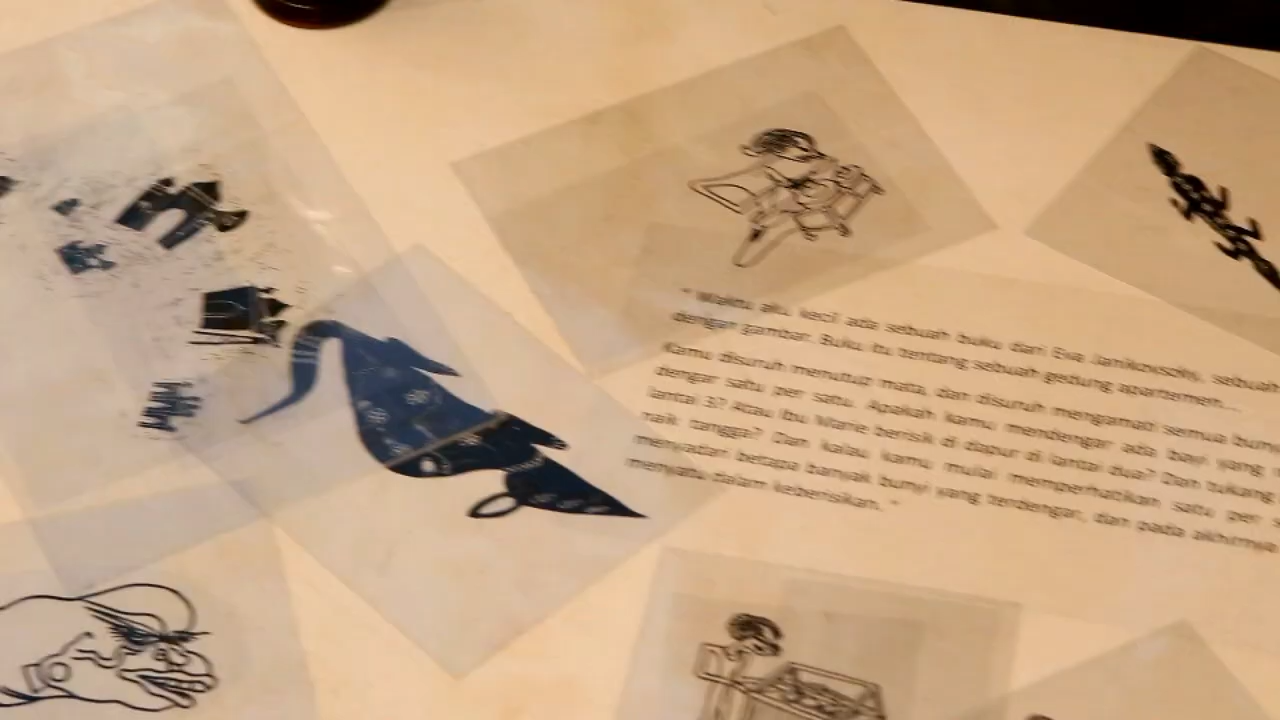 " Waktu aku kecil ada sebuah buku dari Eva Janikovszky, sebuah
dengan gambar. Buku itu tentang sebuah gedung apartemen...
Kamu disuruh menutup mata, dan disuruh mengamati semua bunyi
dengar satu per satu. Apakah kamu mendengar ada bayi yang
lantai 3? Atau Ibu Marie berisik di dapur di lantai dua? Dan tukang
naik tangga? Dan kalau kamu mulai memperhatikan satu per
menyadari betapa banyak bunyi yang terdengar, dan pada akhirnya
menyatu dalam keberisikan. "